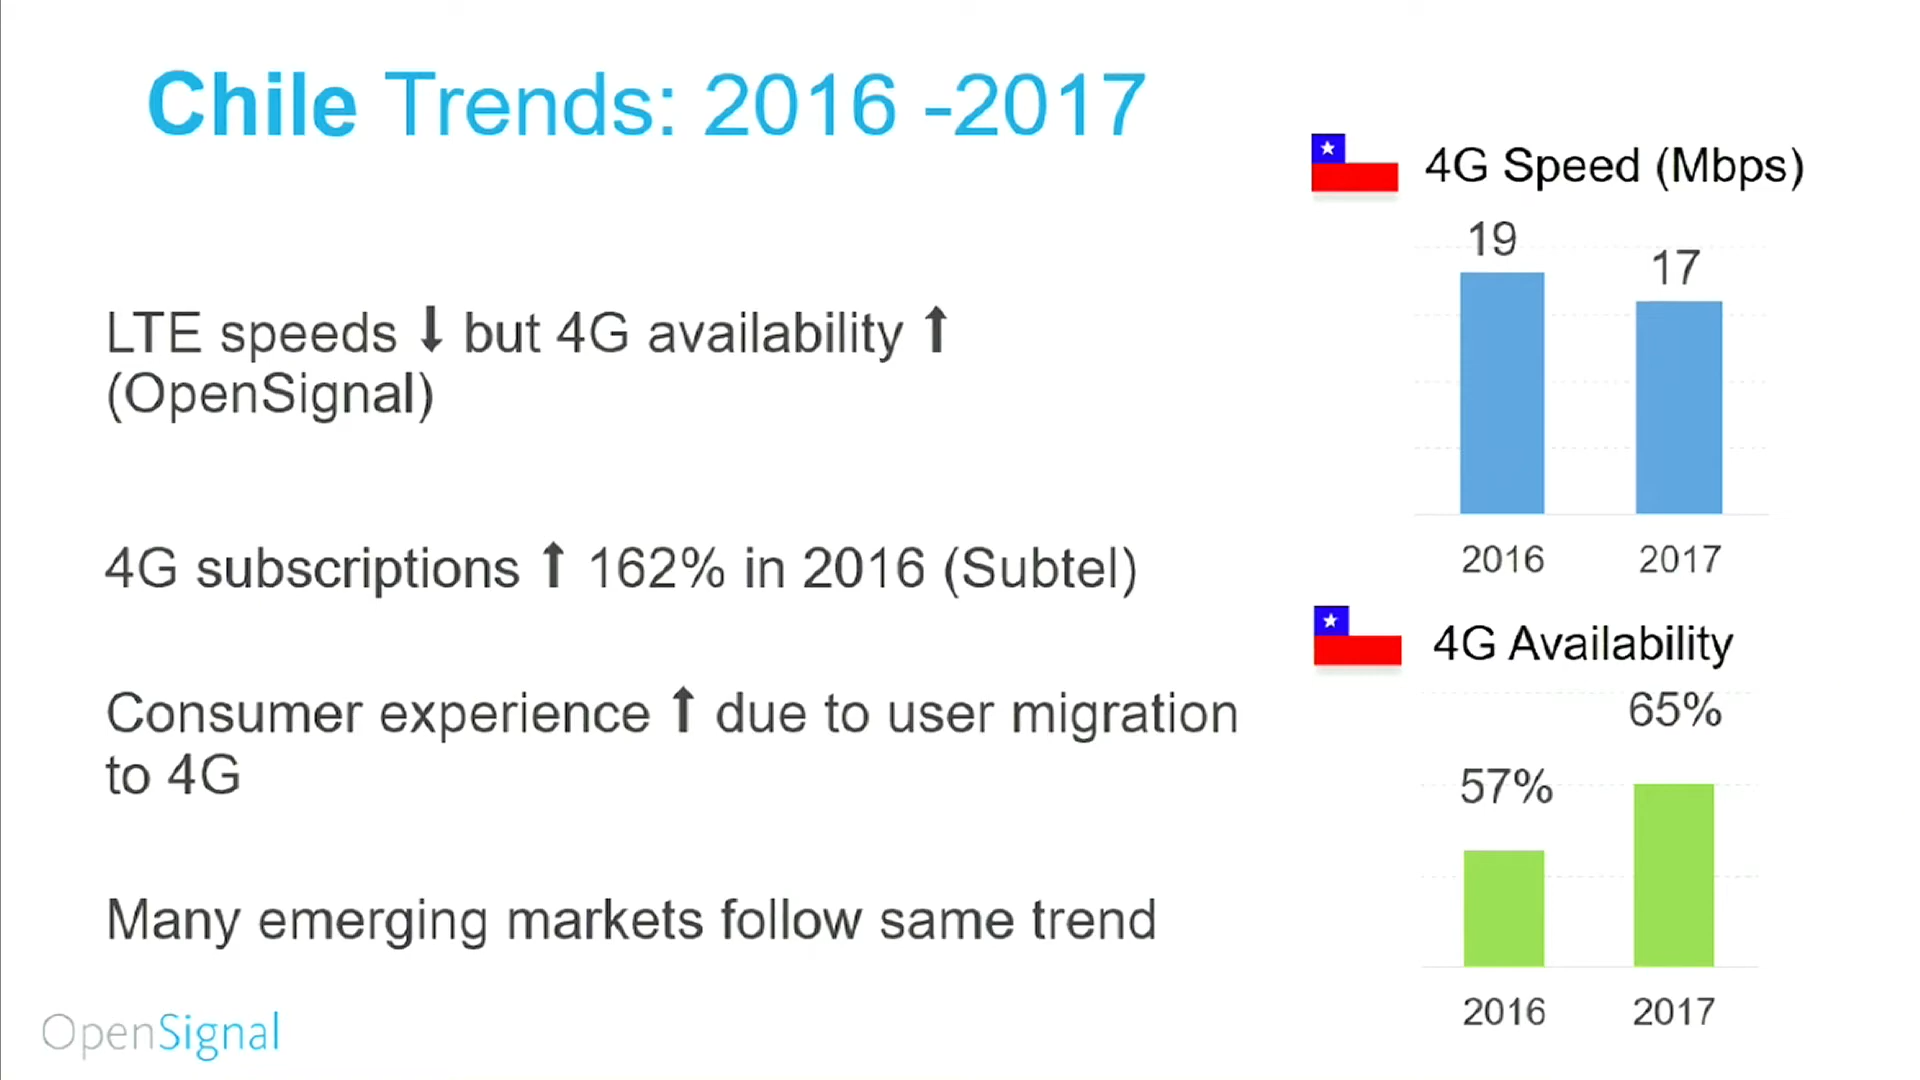 Chile Trends: 2016 -2017
LTE speeds ⬇ but 4G availability ⬆
(OpenSignal)
4G subscriptions ⬆ 162% in 2016 (Subtel)
Consumer experience ⬆ due to user migration
to 4G
Many emerging markets follow same trend
OpenSignal
4G Speed (Mbps)
19
17
2016 2017
4G Availability
65%
57%
2016 2017